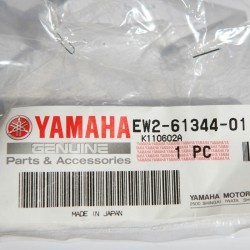 YAMAHA EW2-61344-01
K110602A
GENUINE
Parts & Accessories
1 PC
YAMAHA MOTOR
MADE IN JAPAN